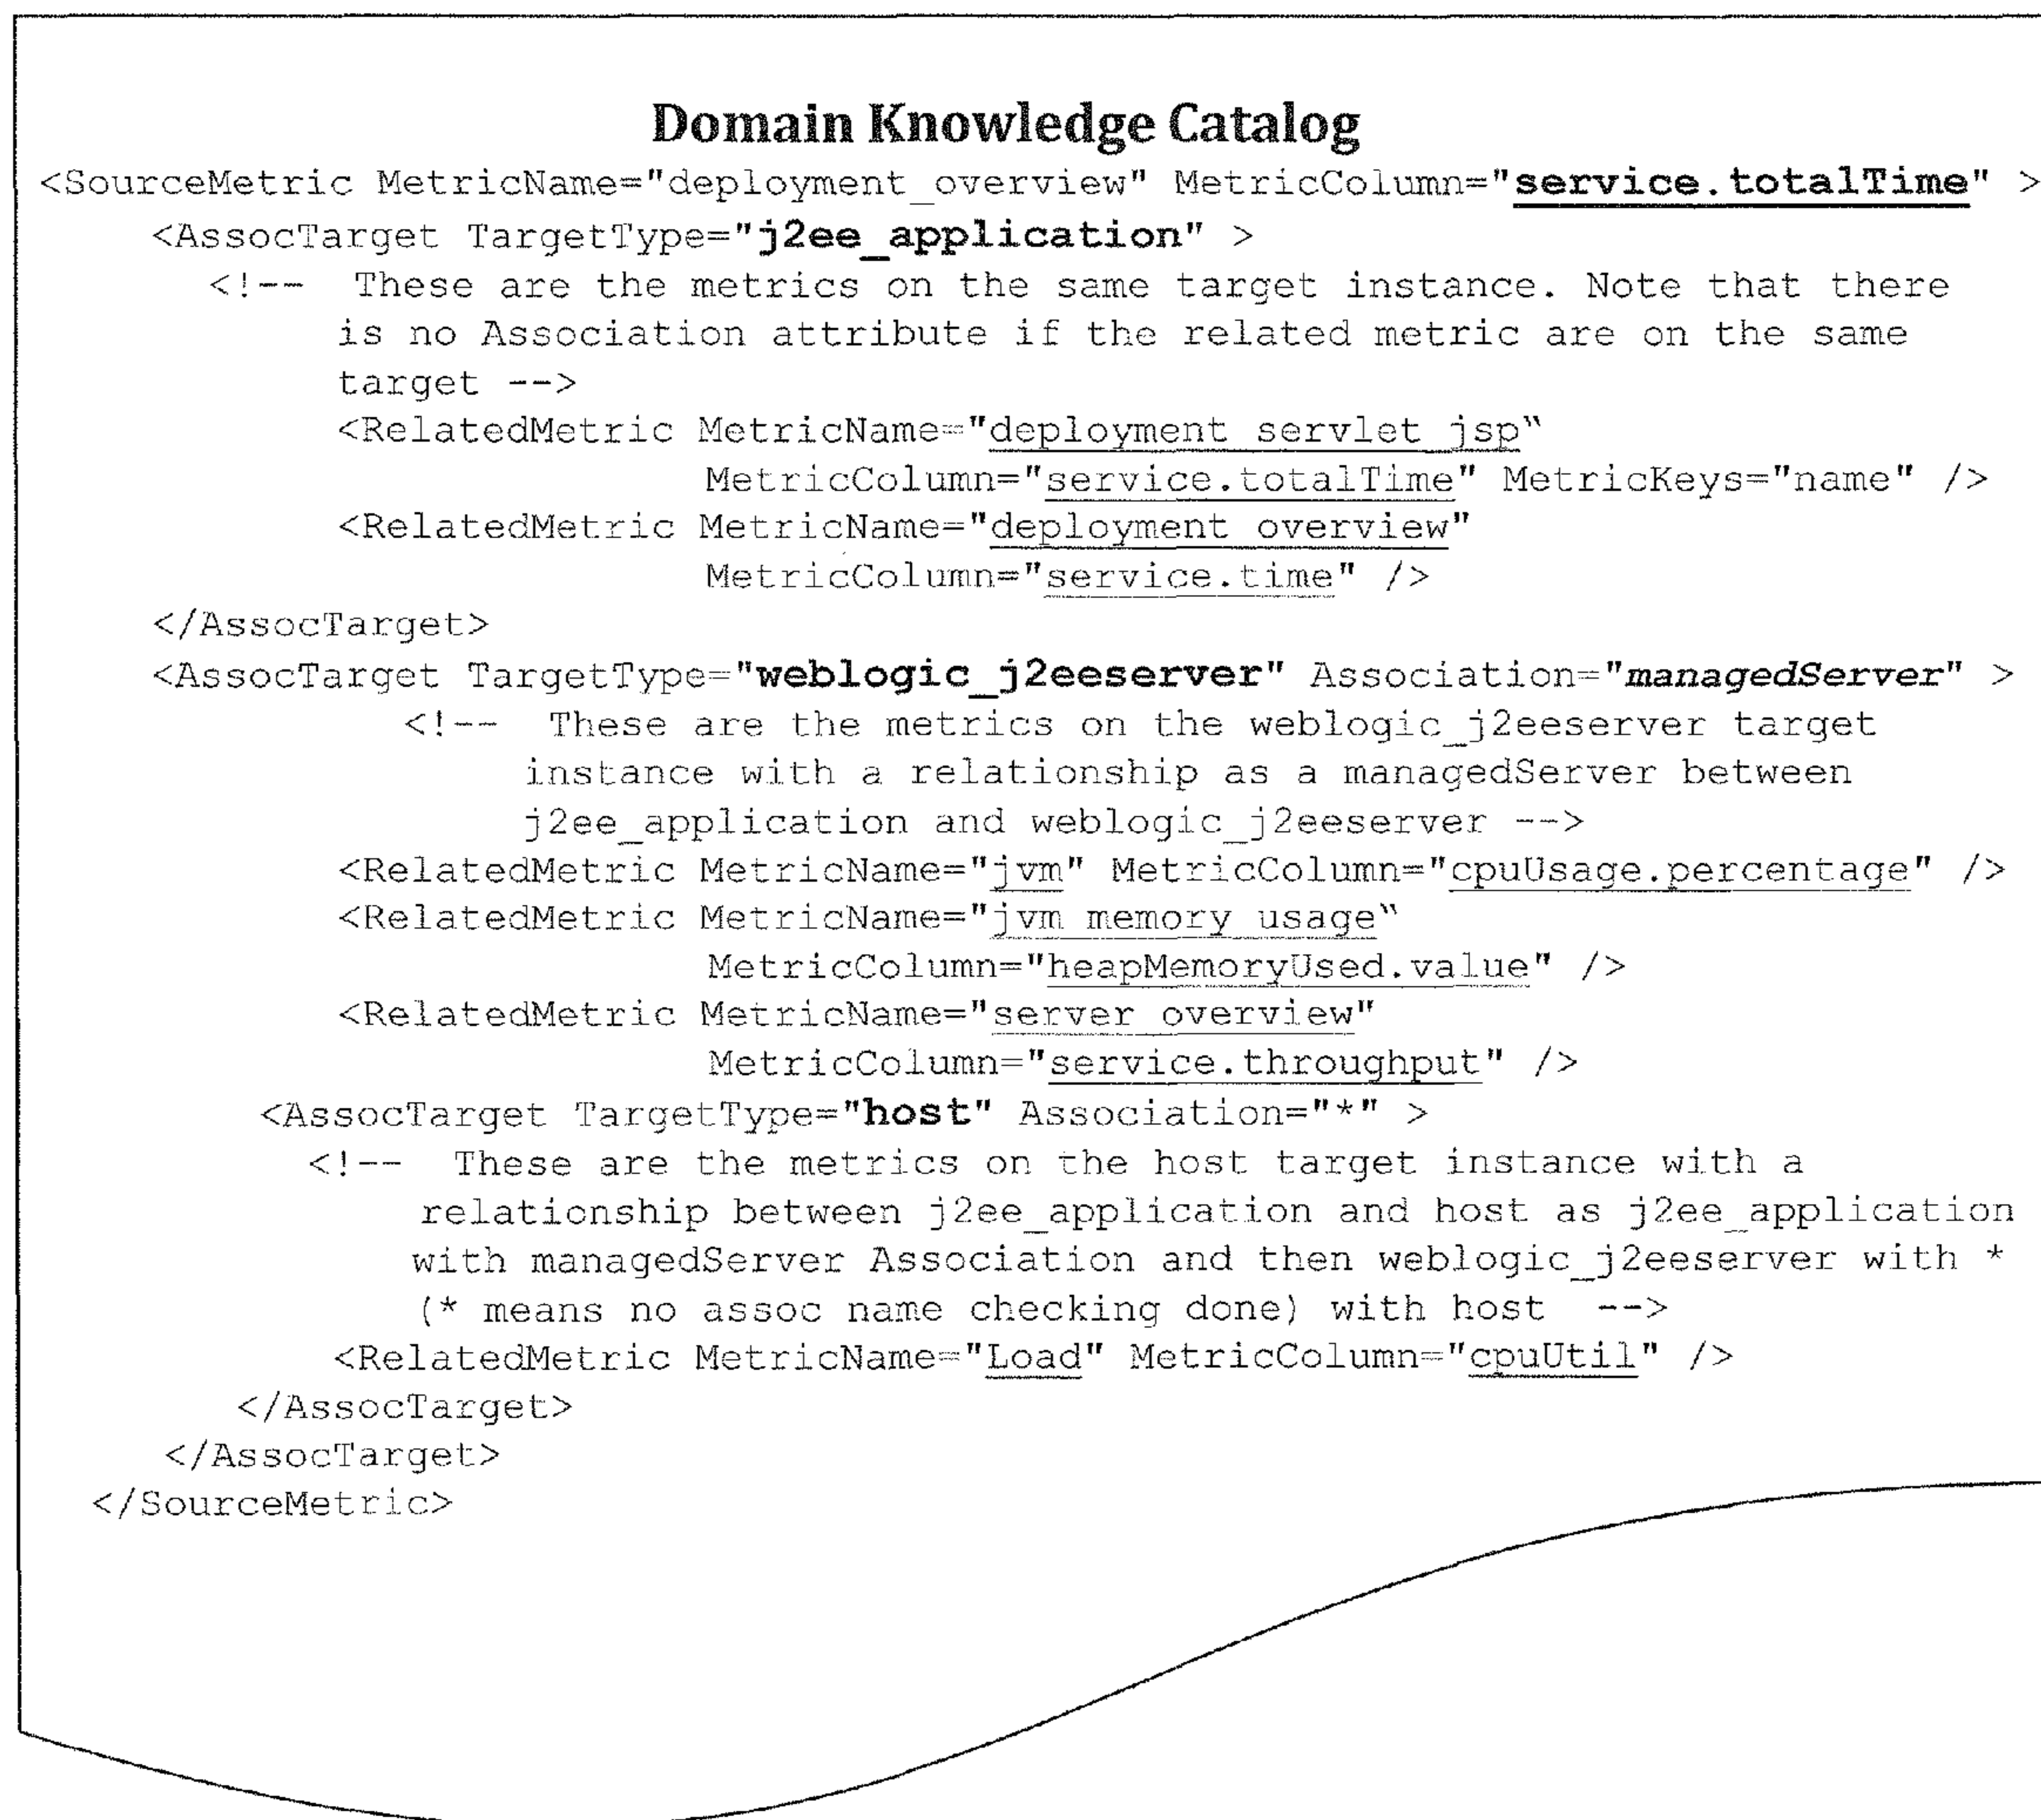 Domain Knowledge Catalog
<SourceMetric MetricName="deployment_overview" MetricColumn="service.totalTime" >
<AssocTarget TargetType="j2ee_application" >
<!-- These are the metrics on the same target instance. Note that there
is no Association attribute if the related metric are on the same
target -->
<RelatedMetric MetricName="deployment_servlet_jsp“
MetricColumn="service.totalTime" MetricKeys="name" />
<RelatedMetric MetricName="deployment_overview"
MetricColumn="service.time" />
</AssocTarget>
<AssocTarget TargetType="weblogic_j2eeserver" Association="managedServer" >
<!-- These are the metrics on the weblogic_j2eeserver target
instance with a relationship as a managedServer between
j2ee_application and weblogic_j2eeserver -->
<RelatedMetric MetricName="jvm" MetricColumn="cpuUsage.percentage" />
<RelatedMetric MetricName="jvm_memory_usage“
MetricColumn="heapMemoryUsed.value" />
<RelatedMetric MetricName="server_overview"
MetricColumn="service.throughput" />
<AssocTarget TargetType="host" Association="*" >
<!-- These are the metrics on the host target instance with a
relationship between j2ee_application and host as j2ee_application
with managedServer Association and then weblogic_j2eeserver with *
(* means no assoc name checking done) with host -->
<RelatedMetric MetricName="Load" MetricColumn="cpuUtil" />
</AssocTarget>
</AssocTarget>
</SourceMetric>